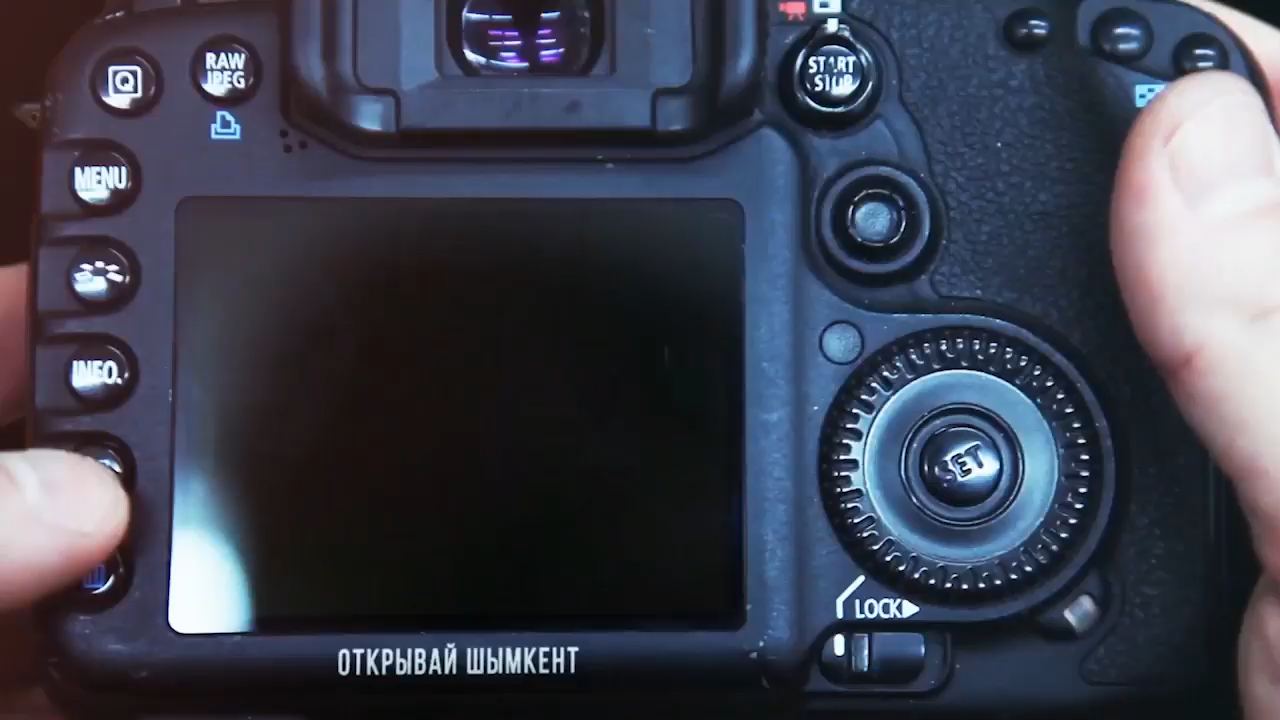 Q
RAW
JPEG
START
STOP
MENU
INFO.
SET
LOCK
ОТКРЫВАЙ ШЫМКЕНТ